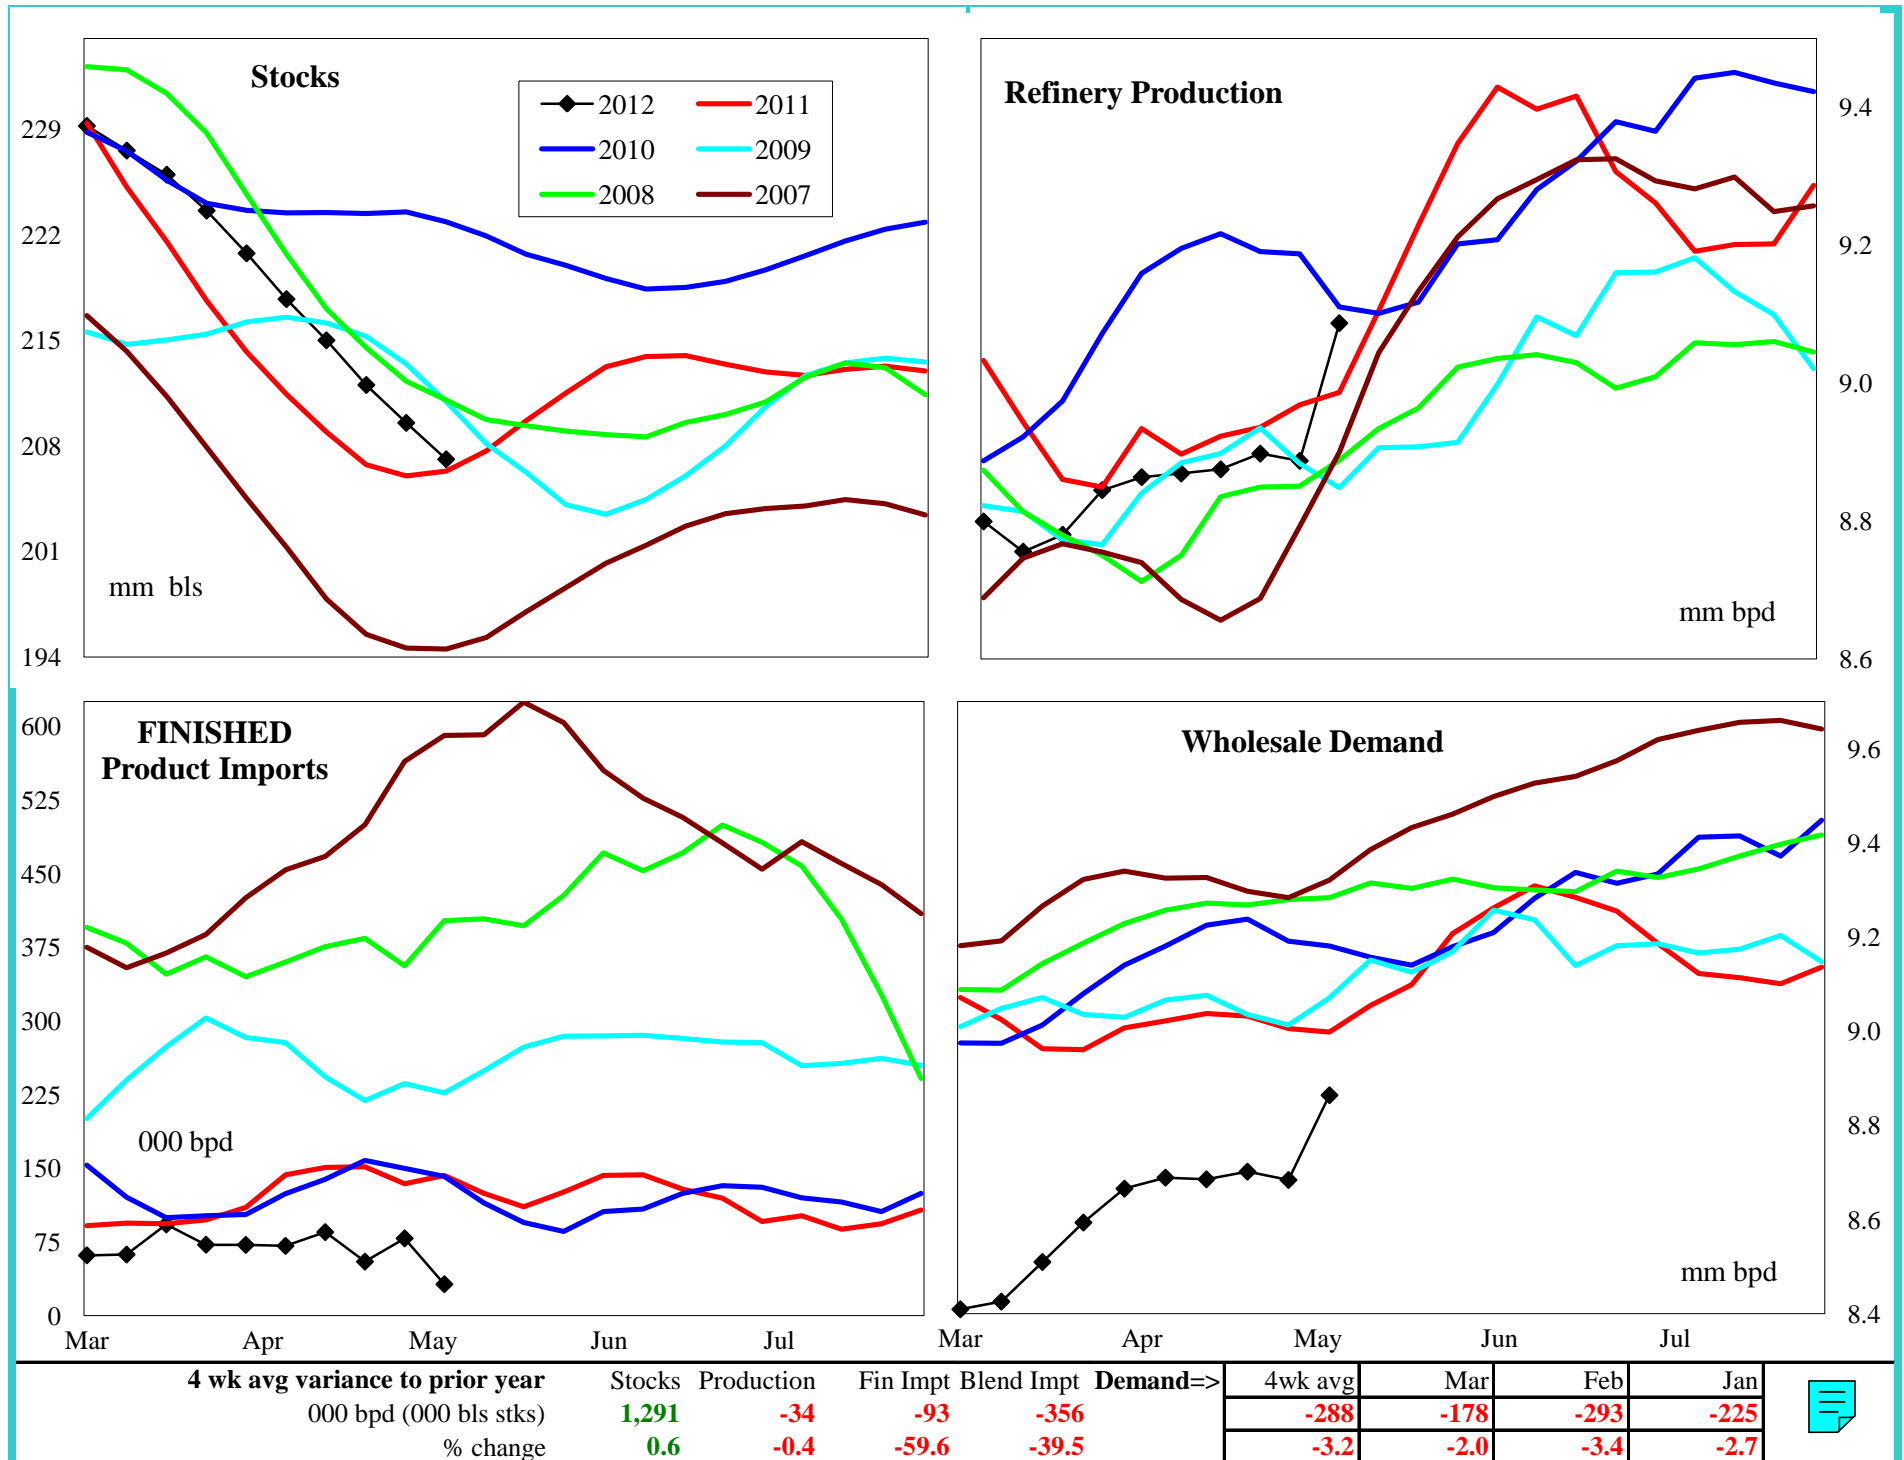 Stocks
2012 2011
2010 2009
2008 2007
229
222
215
208
201
194
mm bls
Refinery Production
9.4
9.2
9.0
8.8
8.6
mm bpd
FINISHED
Product Imports
600
525
450
375
300
225
150
75
0
000 bpd
Mar Apr May Jun Jul
Wholesale Demand
9.6
9.4
9.2
9.0
8.8
8.6
8.4
mm bpd
Mar Apr May Jun Jul
4 wk avg variance to prior year Stocks Production Fin Impt Blend Impt Demand=> 4wk avg Mar Feb Jan
000 bpd (000 bls stks) 1,291 -34 -93 -356 -288 -178 -293 -225
% change 0.6 -0.4 -59.6 -39.5 -3.2 -2.0 -3.4 -2.7